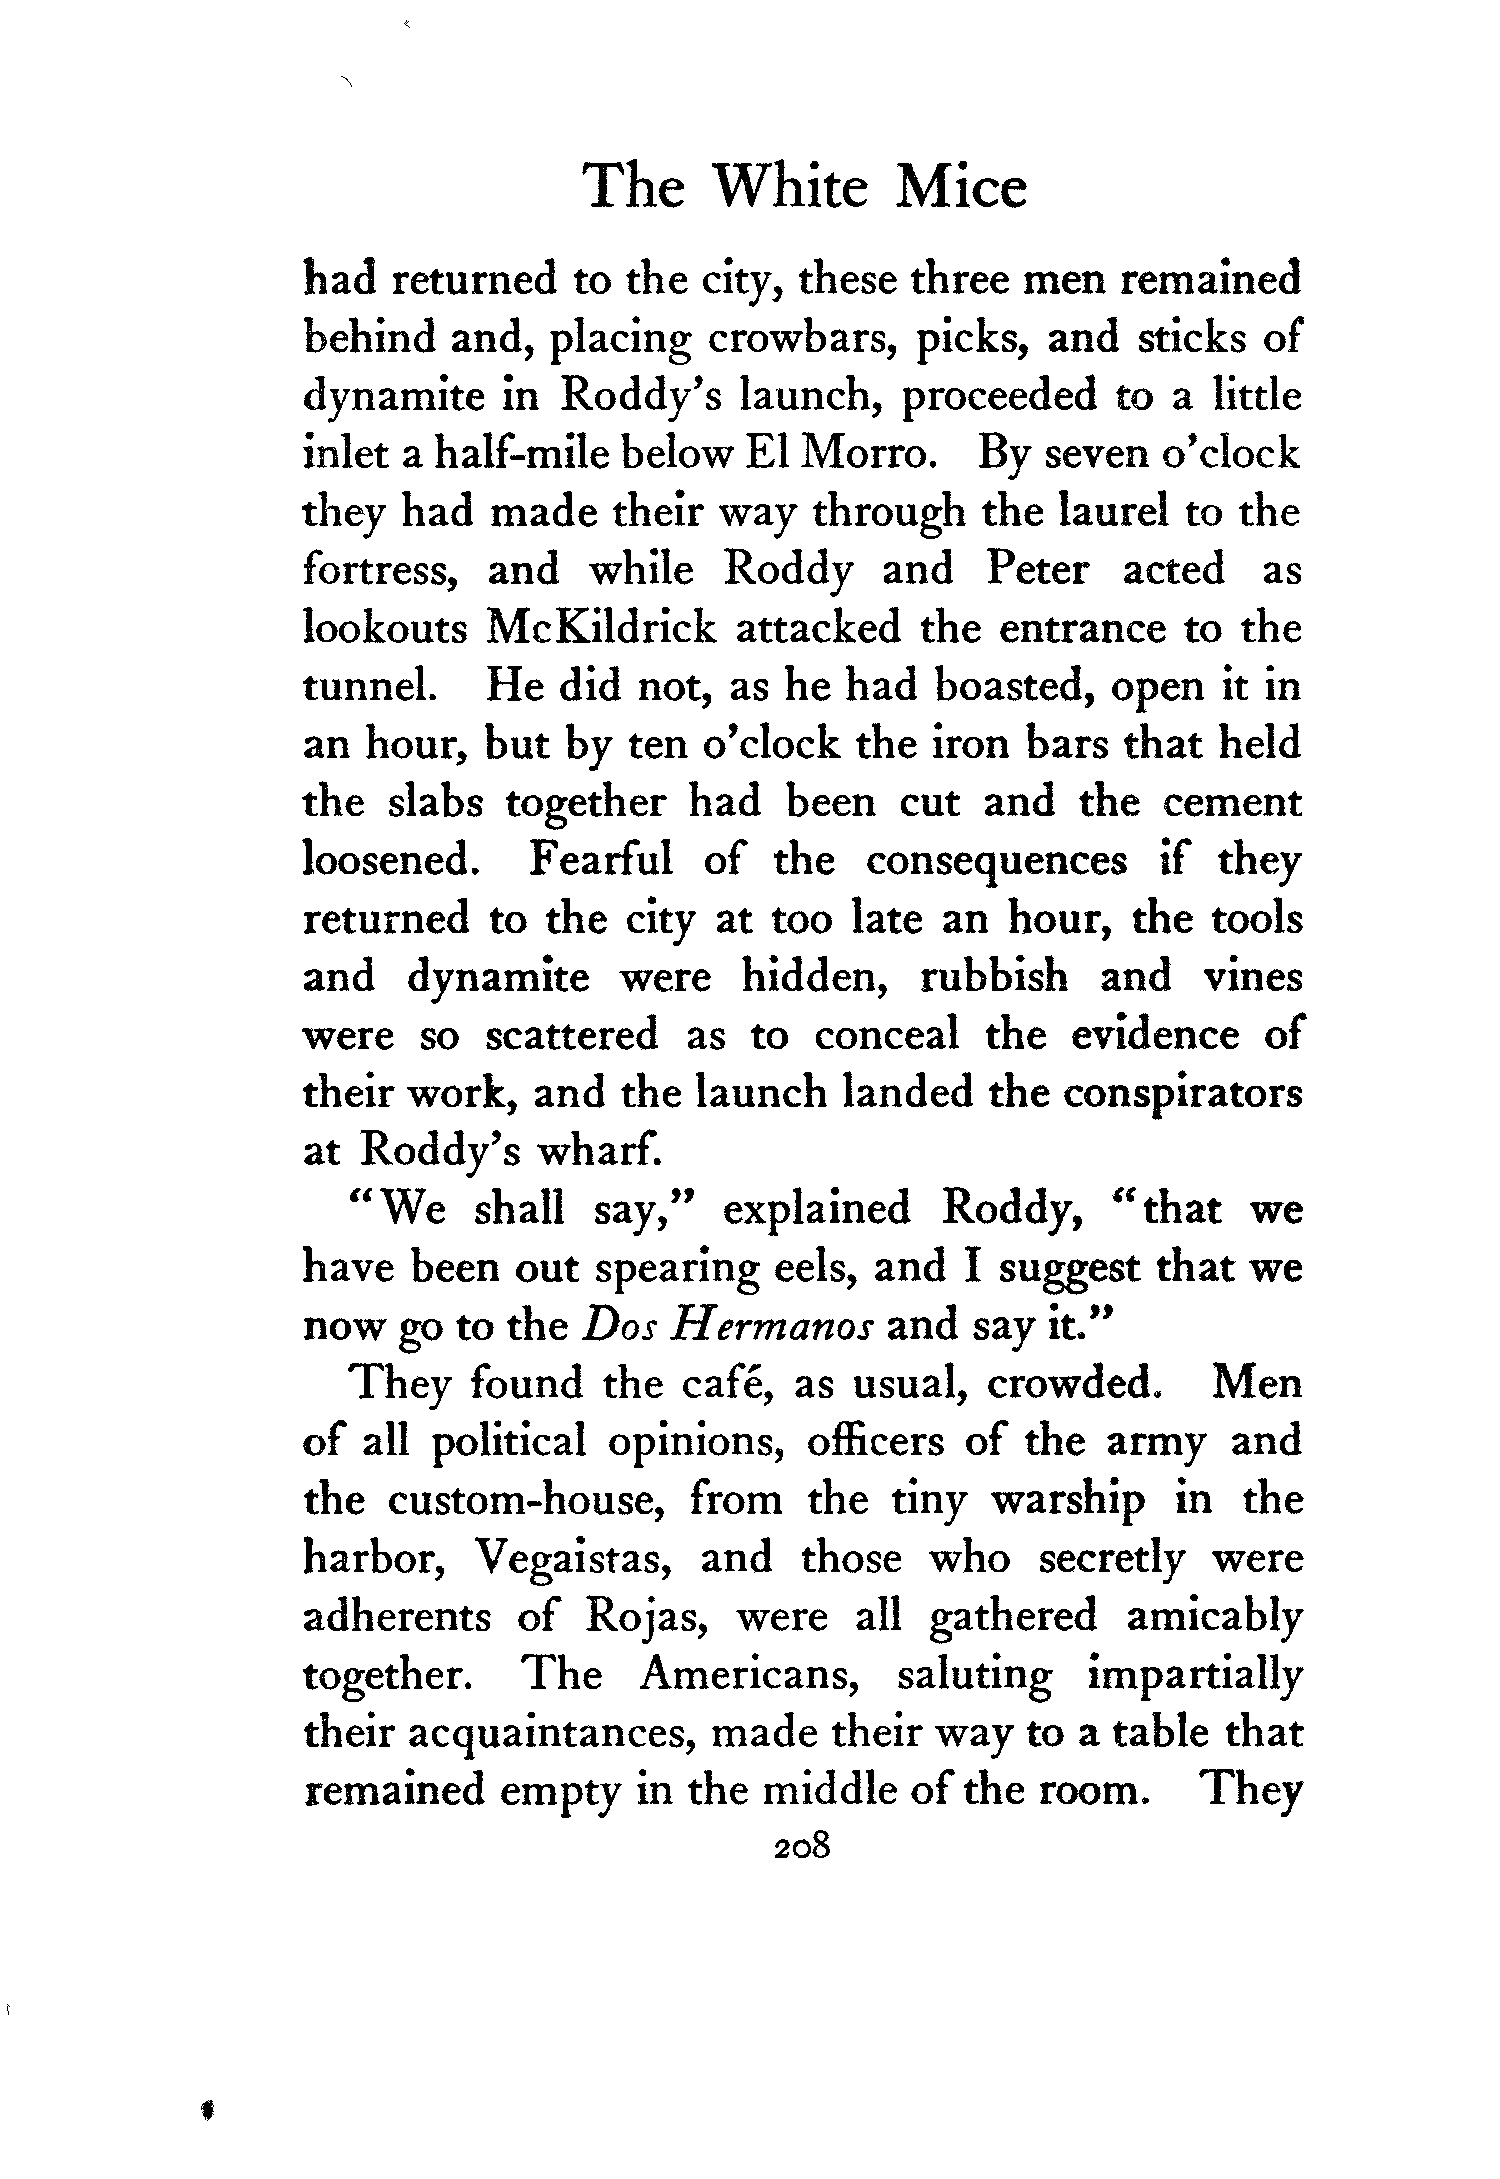 The White Mice
had returned to the city, these three men remained
behind and, placing crowbars, picks, and sticks of
dynamite in Roddy's launch, proceeded to a little
inlet a half-mile below El Morro. By seven o'clock
they had made their way through the laurel to the
fortress, and while Roddy and Peter acted as
lookouts McKildrick attacked the entrance to the
tunnel. He did not, as he had boasted, open it in
an hour, but by ten o'clock the iron bars that held
the slabs together had been cut and the cement
loosened. Fearful of the consequences if they
returned to the city at too late an hour, the tools
and dynamite were hidden, rubbish and vines
were so scattered as to conceal the evidence of
their work, and the launch landed the conspirators
at Roddy's wharf.
"We shall say," explained Roddy, "that we
have been out spearing eels, and I suggest that we
now go to the Dos Hermanos and say it."
They found the café, as usual, crowded. Men
of all political opinions, officers of the army and
the custom-house, from the tiny warship in the
harbor, Vegaistas, and those who secretly were
adherents of Rojas, were all gathered amicably
together. The Americans, saluting impartially
their acquaintances, made their way to a table that
remained empty in the middle of the room. They
208